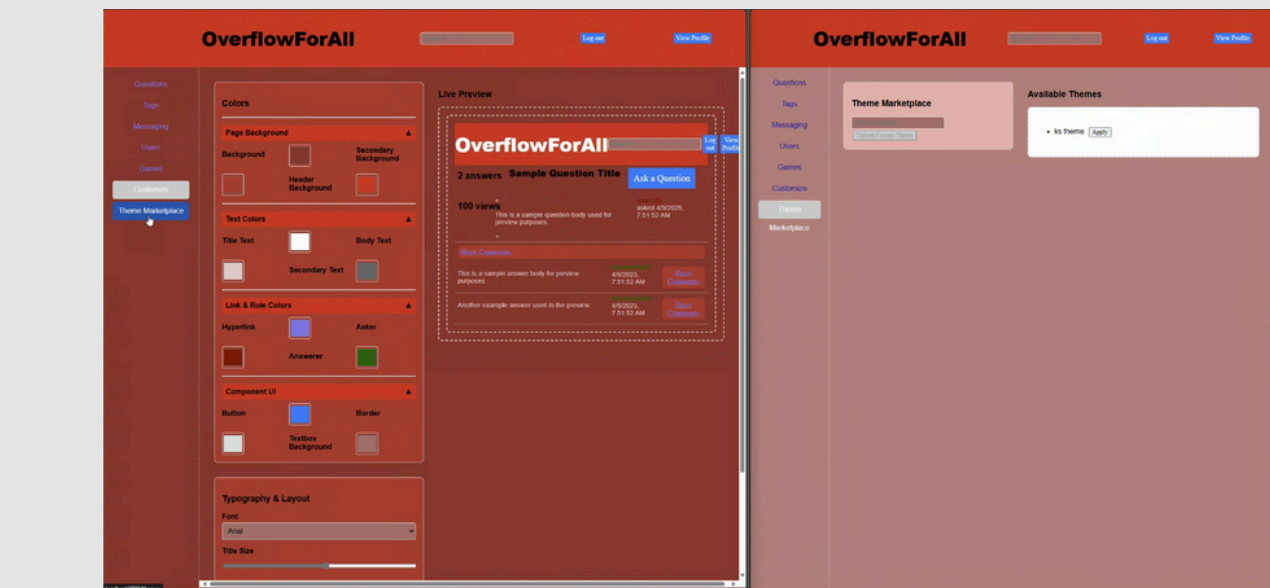 OverflowForAll
Log out
View Profile
Questions
Tags
Messaging
Users
Games
Customize
Theme Marketplace
Colors
Page Background ▲
Background
Secondary
Background
Header
Background
Text Colors ▲
Title Text
Body Text
Secondary Text
Link & Role Colors ▲
Hyperlink
Asker
Answerer
Component UI ▲
Button
Border
Textbox
Background
Typography & Layout
Font
Arial
Title Size
Live Preview
OverflowForAll
Log
out
View
Profile
2 answers
Sample Question Title
Ask a Question
100 views
This is a sample question body used for
preview purposes.
asked 4/9/2025,
7:51:52 AM
Show Comments
This is a sample answer body for preview
purposes.
4/9/2025,
7:51:52 AM
Show
Comments
Another example answer used in the preview.
4/9/2025,
7:51:52 AM
Show
Comments
OverflowForAll
Log out
View Profile
Questions
Tags
Messaging
Users
Games
Customize
Theme
Marketplace
Theme Marketplace
Upload Current Theme
Available Themes
• ks theme Apply